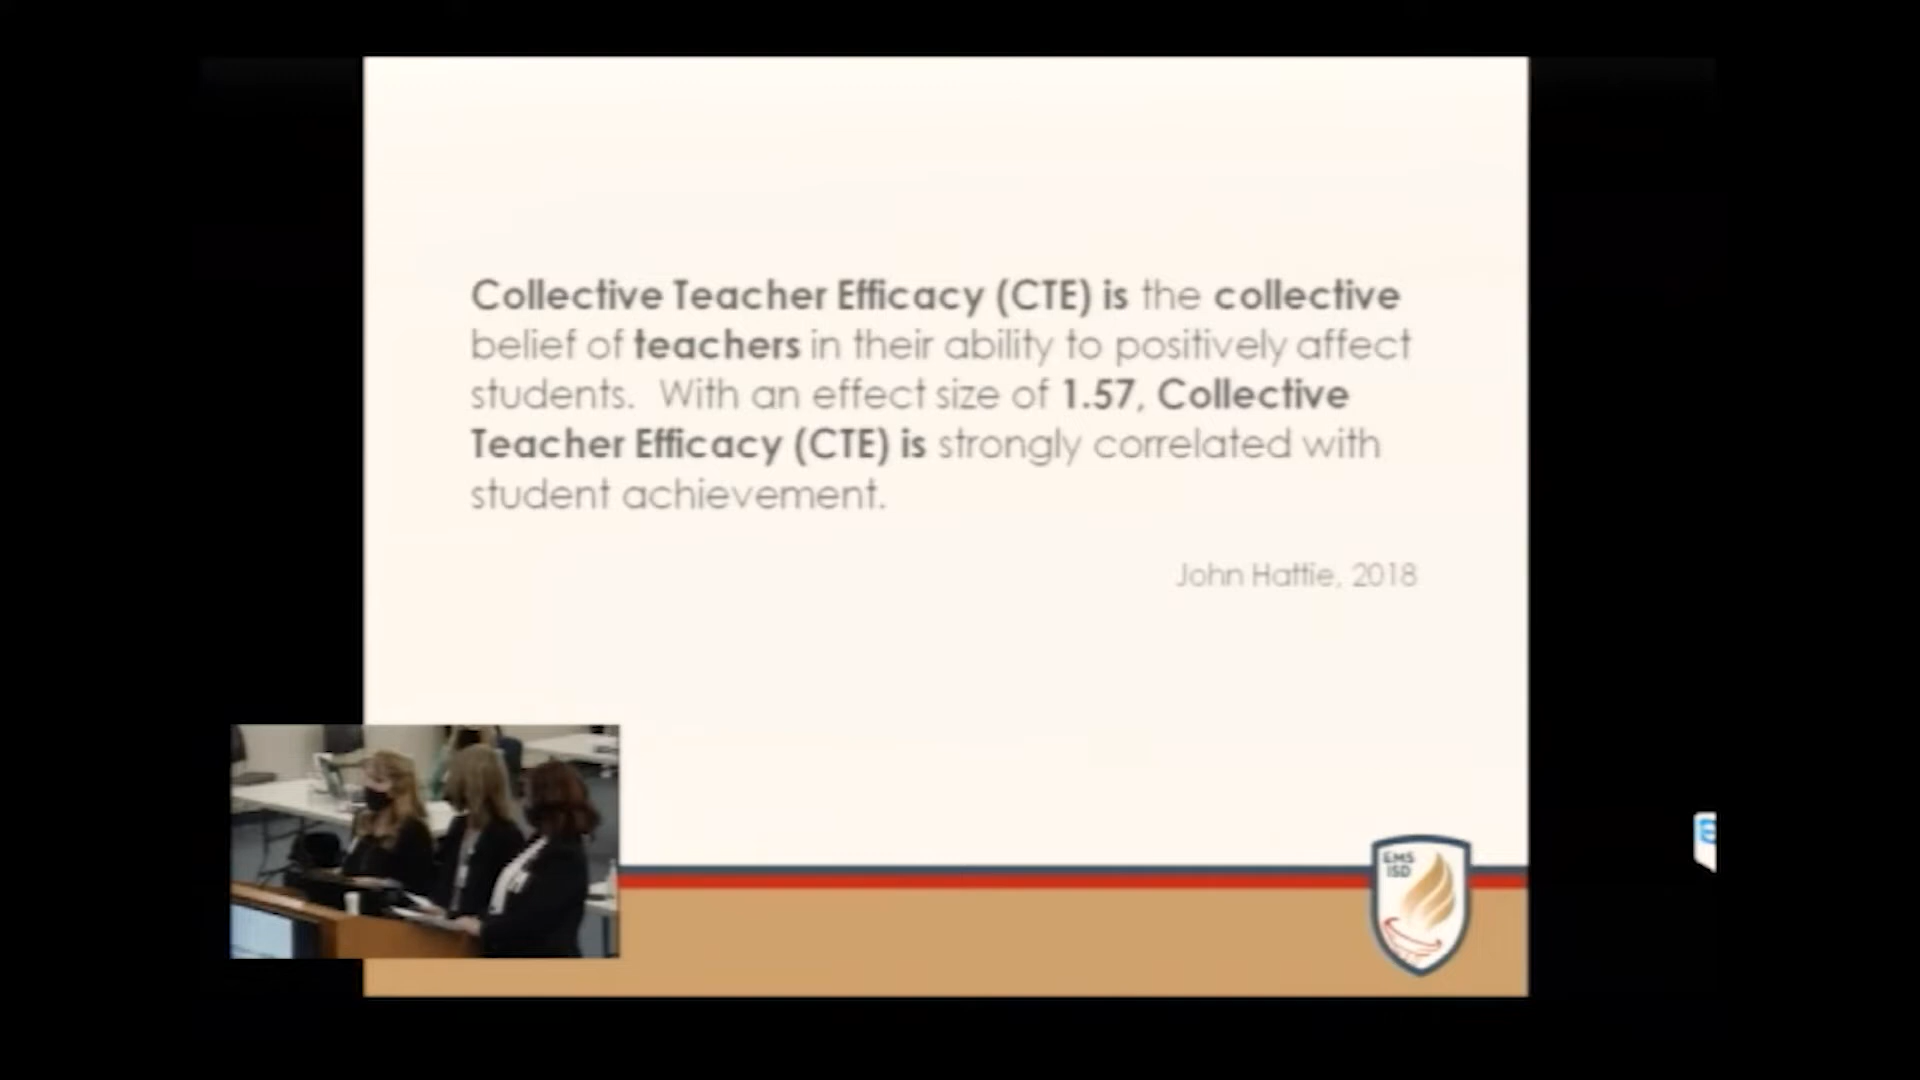 Collective Teacher Efficacy (CTE) is the collective
belief of teachers in their ability to positively affect
students.  With an effect size of 1.57, Collective
Teacher Efficacy (CTE) is strongly correlated with
student achievement.
John Hattie, 2018
EMS
ISD